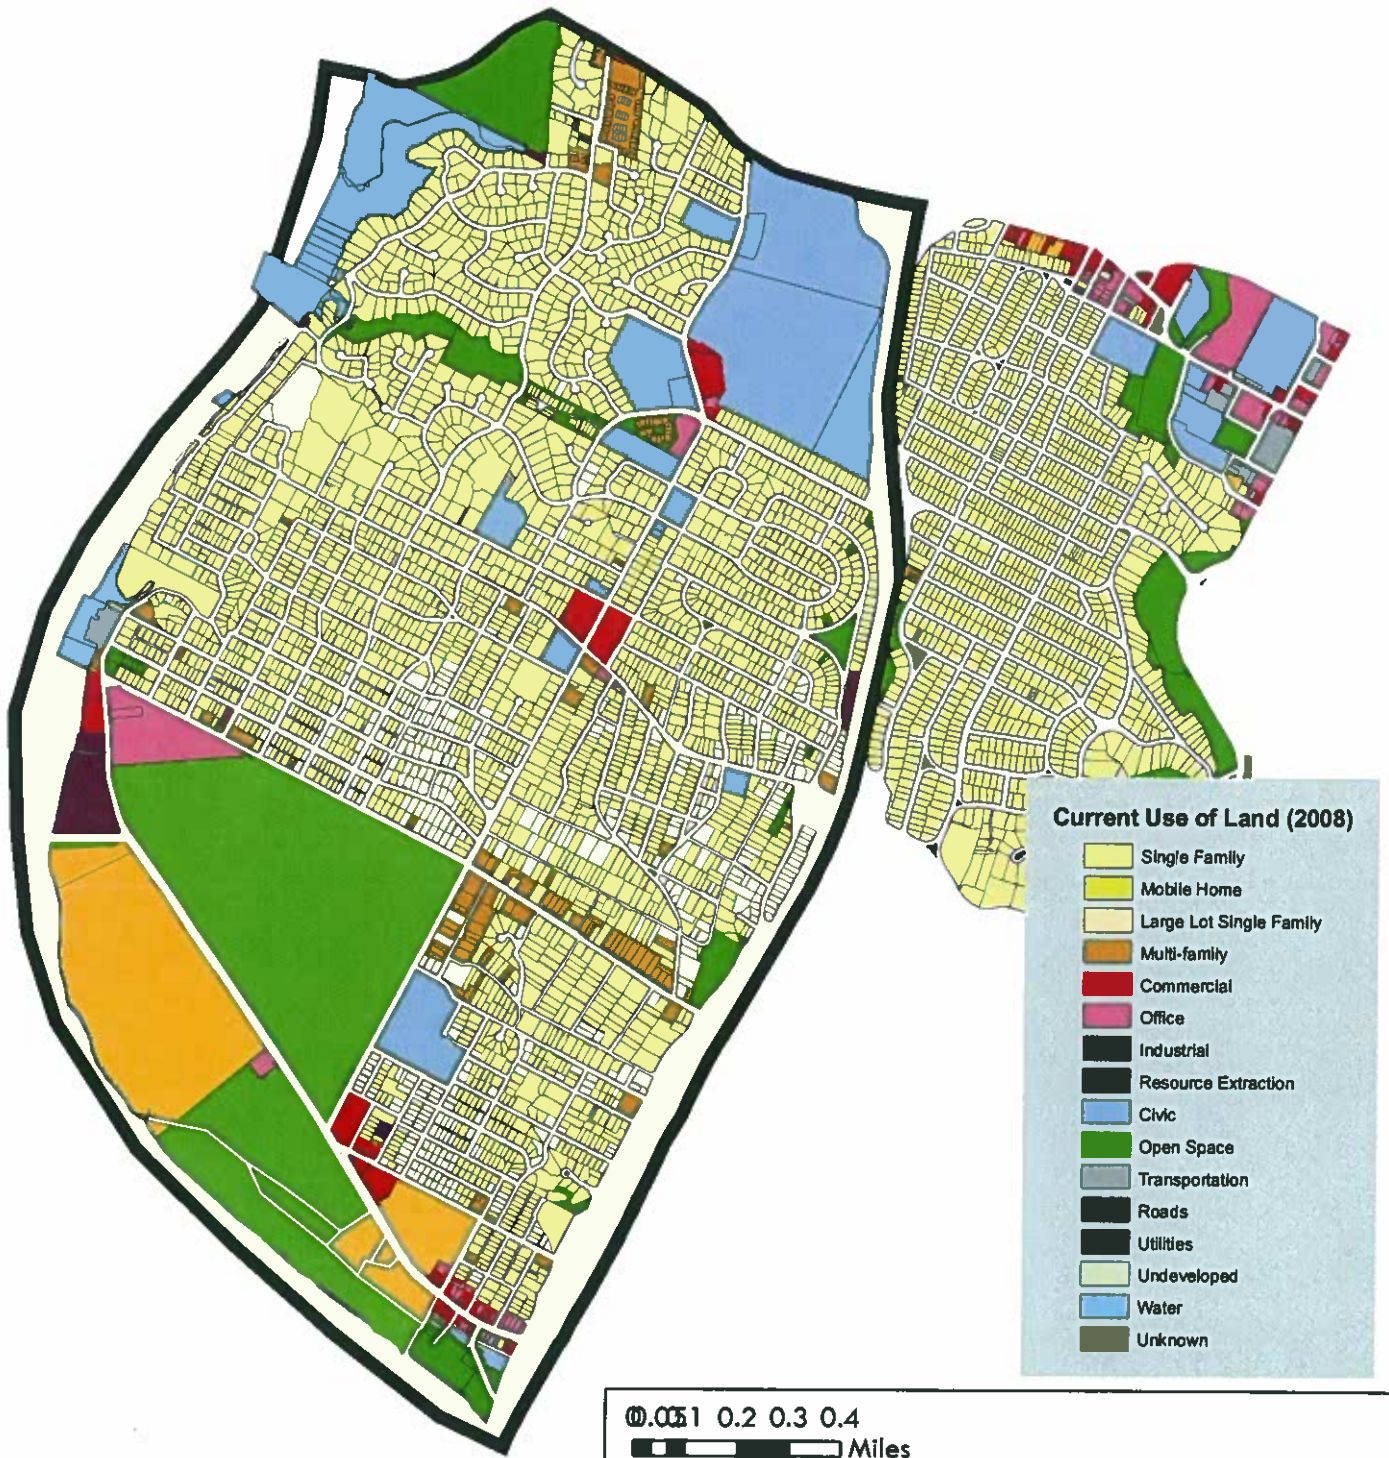 Current Use of Land (2008)
Single Family
Mobile Home
Large Lot Single Family
Multi-family
Commercial
Office
Industrial
Resource Extraction
Civic
Open Space
Transportation
Roads
Utilities
Undeveloped
Water
Unknown
0.2 0.3 0.4
Miles